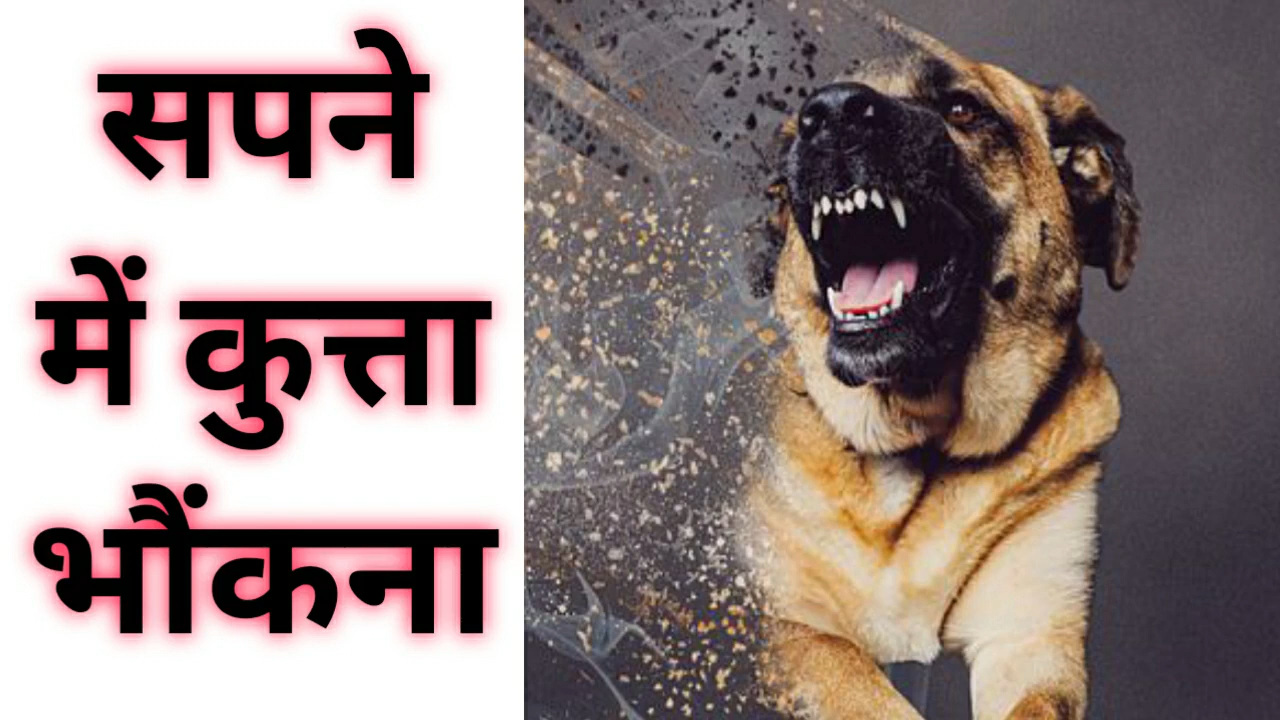 सपने
में कुत्ता
भौंकना